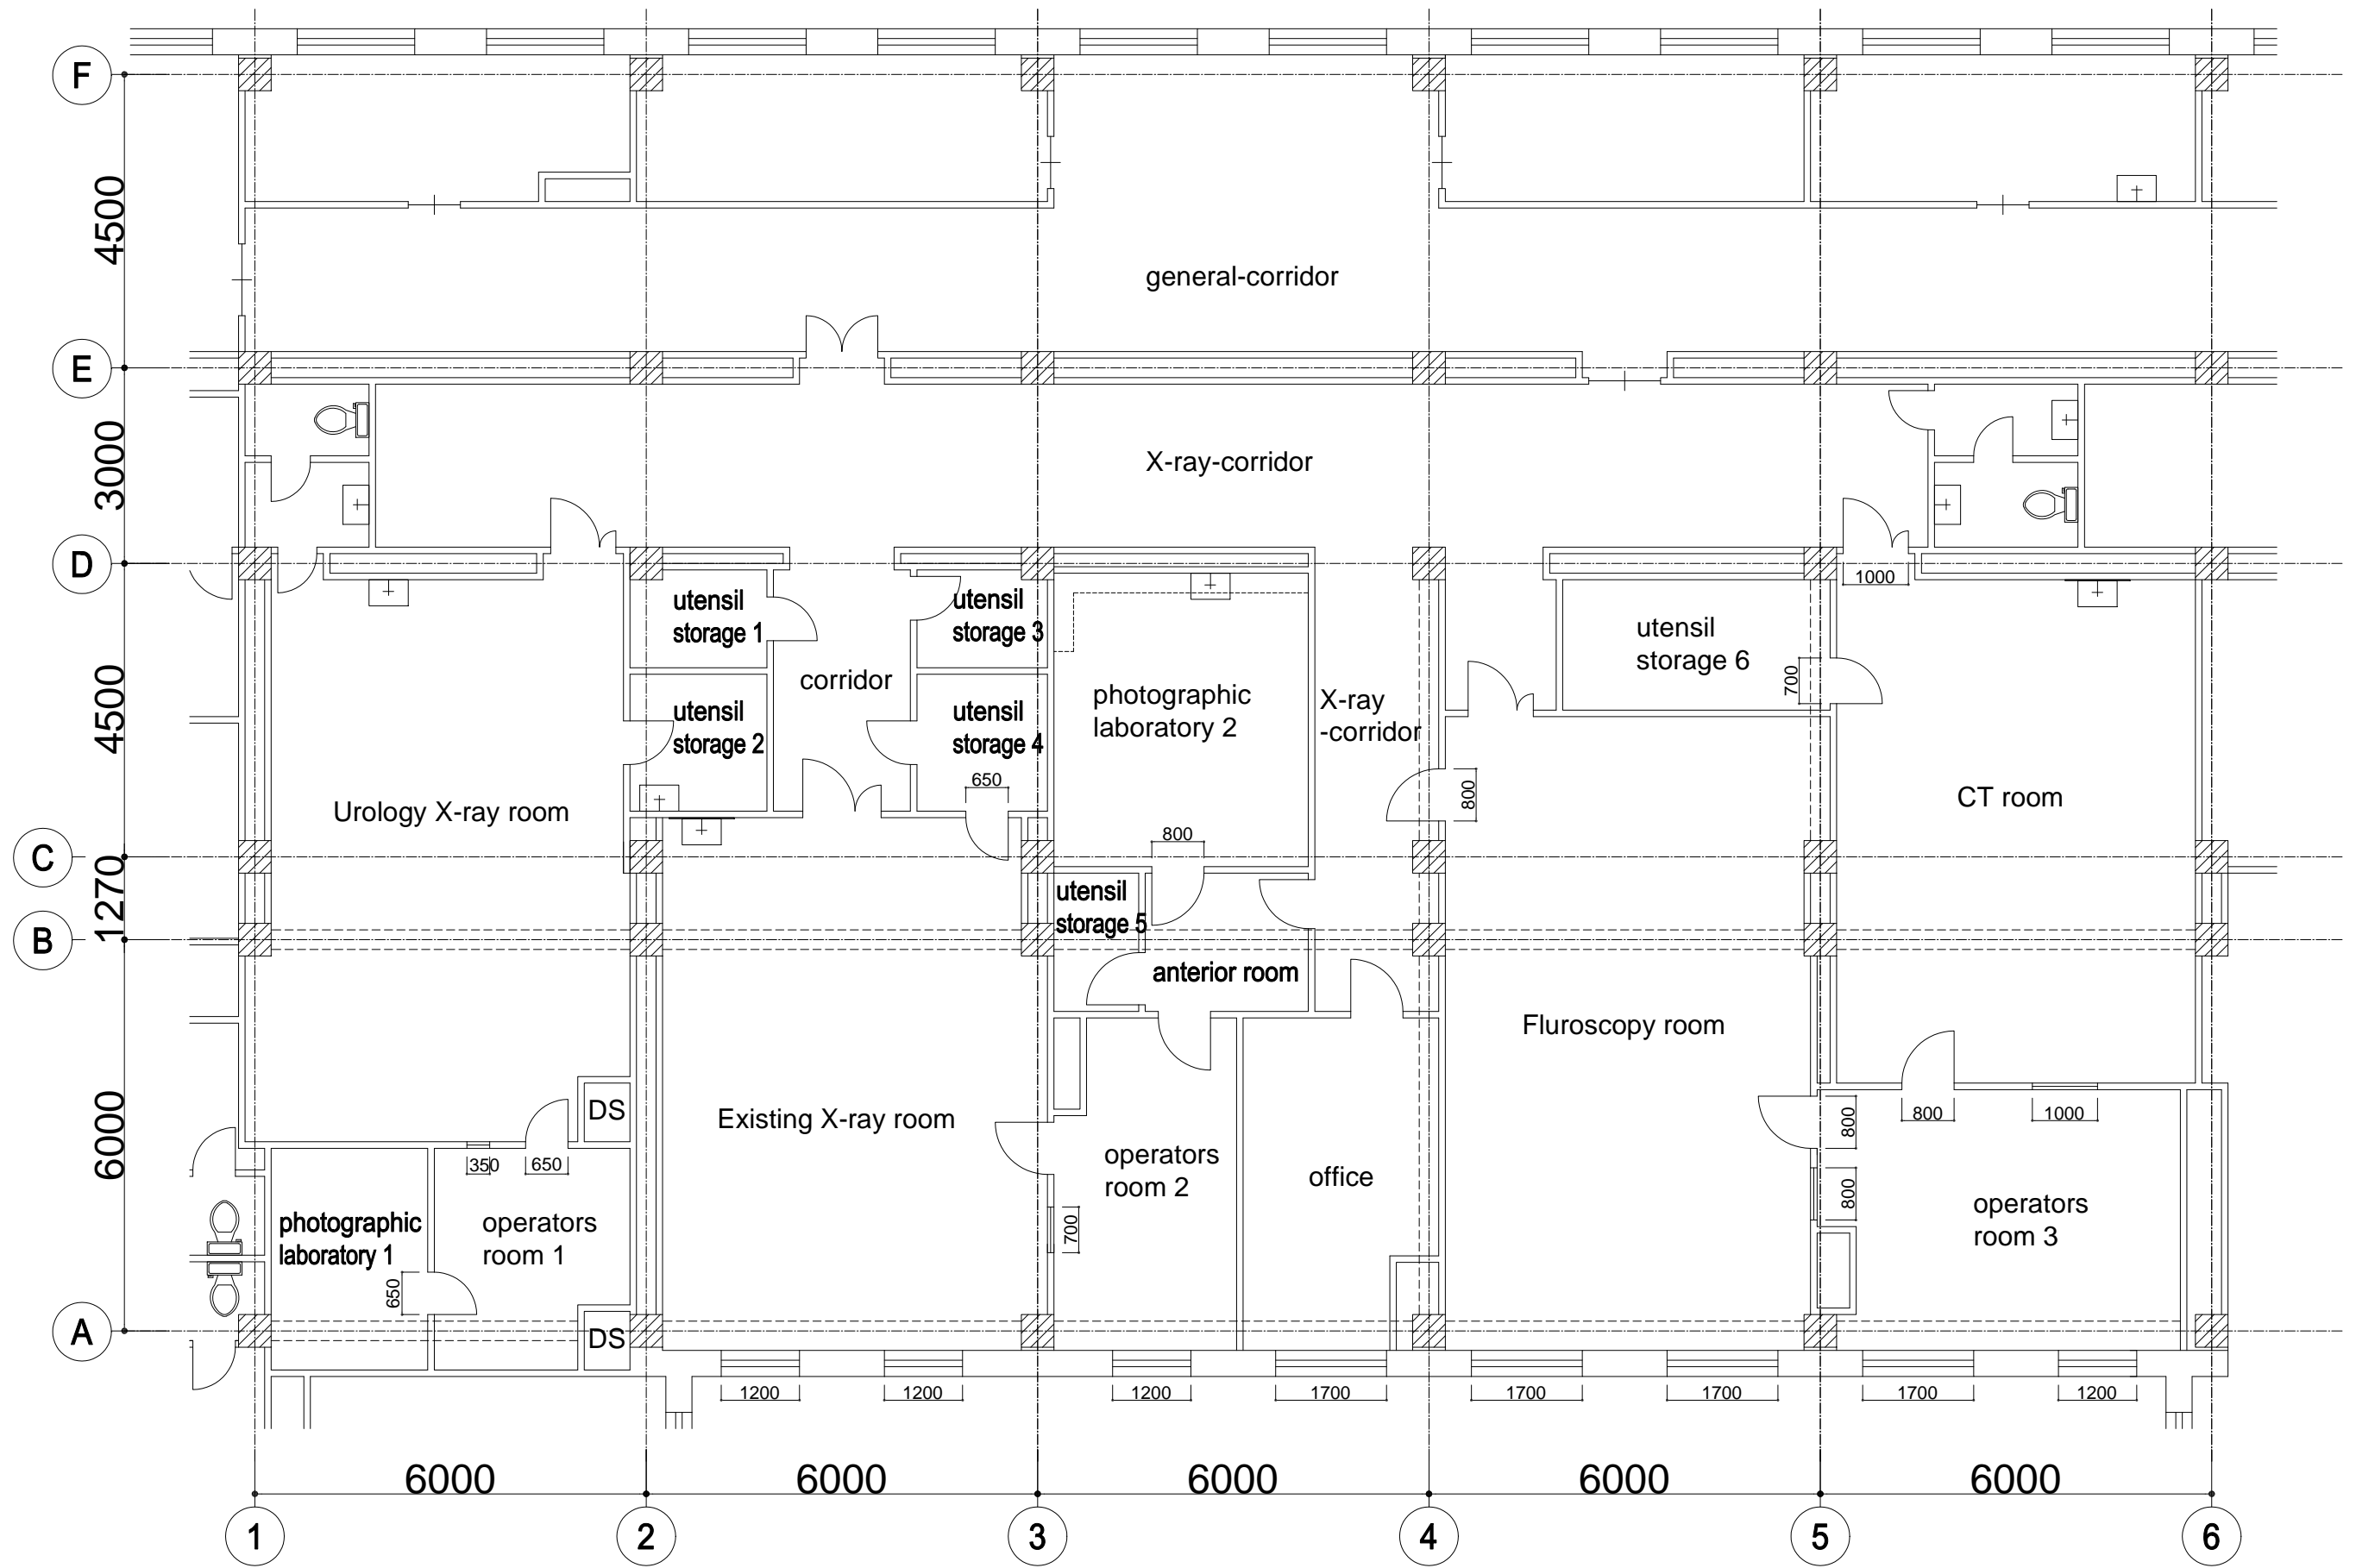 F
4500
general-corridor
E
3000
X-ray-corridor
D
1000
utensil
storage 1
utensil
storage 3
utensil
storage 6
700
4500
corridor
photographic
laboratory 2
X-ray
-corridor
utensil
storage 2
utensil
storage 4
650
800
Urology X-ray room
CT room
800
C
1270
utensil
storage 5
B
anterior room
Fluroscopy room
6000
DS
Existing X-ray room
800
800
1000
350
650
operators
room 2
office
800
photographic
laboratory 1
operators
room 1
700
operators
room 3
650
A
DS
1200
1200
1200
1700
1700
1700
1700
1200
6000
6000
6000
6000
6000
1
2
3
4
5
6